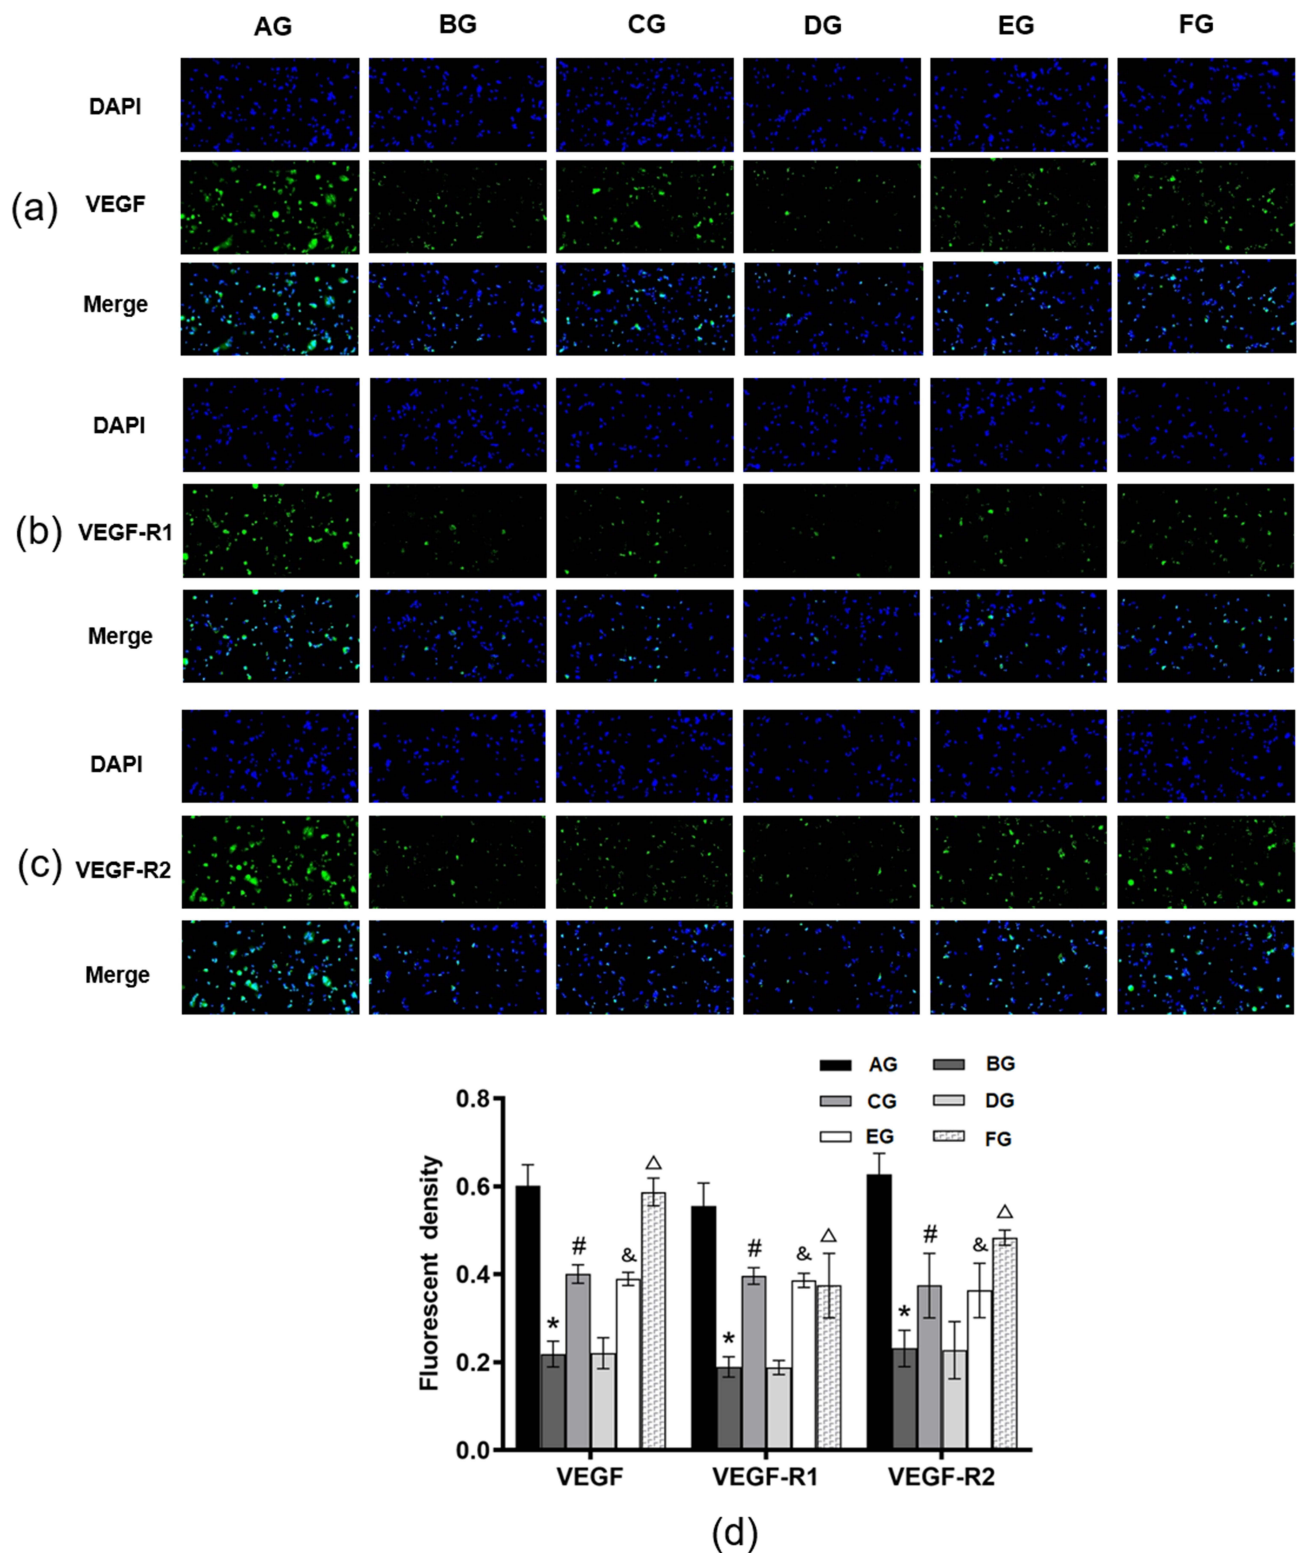 AG BG CG DG EG FG
DAPI
(a) VEGF
Merge
DAPI
(b) VEGF-R1
Merge
DAPI
(c) VEGF-R2
Merge
AG BG
CG DG
EG FG
Fluorescent density
0.8
0.6
0.4
0.2
0.0
* # & △
* # & △
* # & △
VEGF VEGF-R1 VEGF-R2
(d)